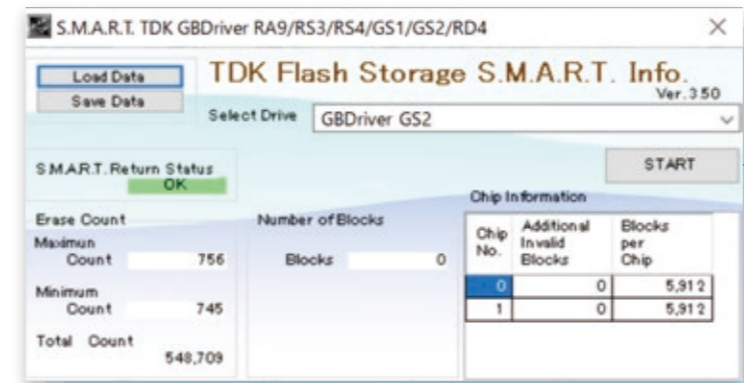 S.M.A.R.T. TDK GBDriver RA9/RS3/RS4/GS1/GS2/RD4
Load Data
Save Data
TDK Flash Storage S.M.A.R.T. Info.
Ver. 3.50
Select Drive GBDriver GS2
S.M.A.R.T. Return Status
OK
START
Erase Count
Maximun
Count 756
Minimum
Count 745
Total Count
548,709
Number of Blocks
Blocks 0
Chip Information
Chip No. Additional Invalid Blocks Blocks per Chip
0 0 5,912
1 0 5,912